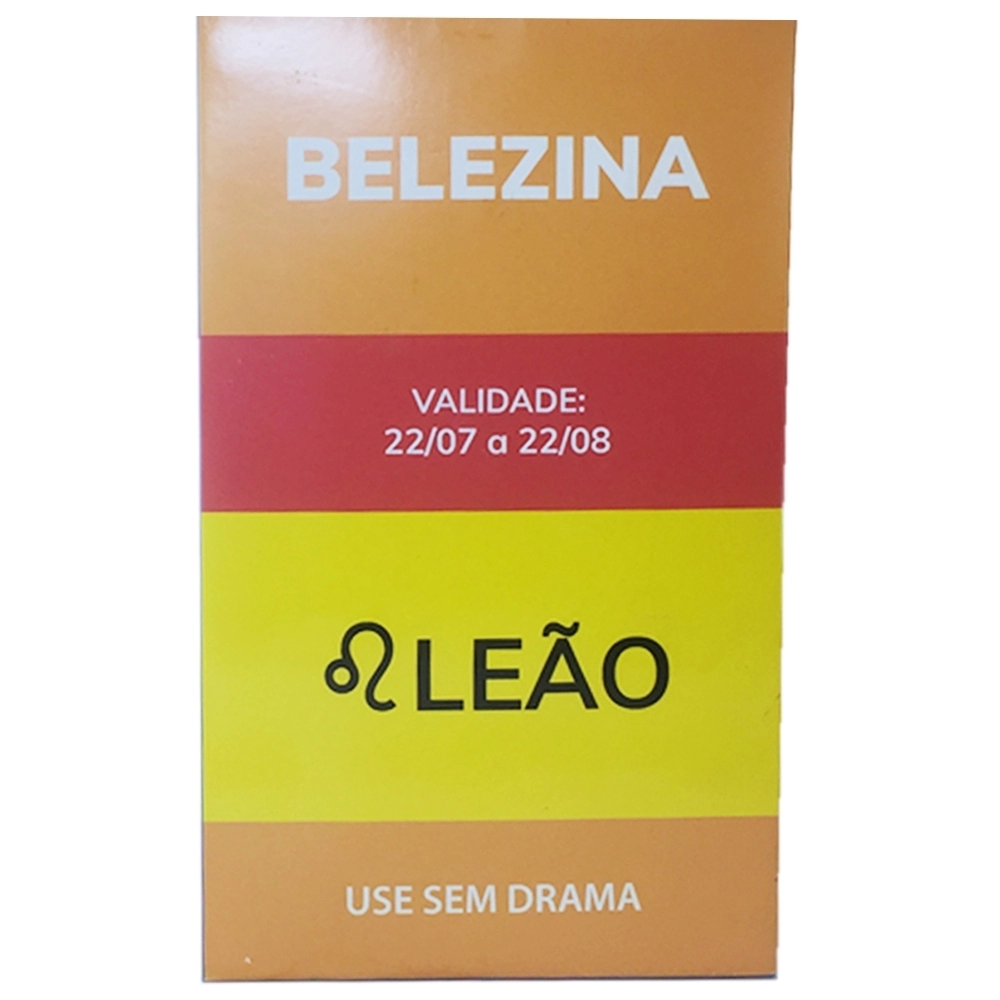 BELEZINA
VALIDADE:
22/07 a 22/08
♌LEÃO
USE SEM DRAMA